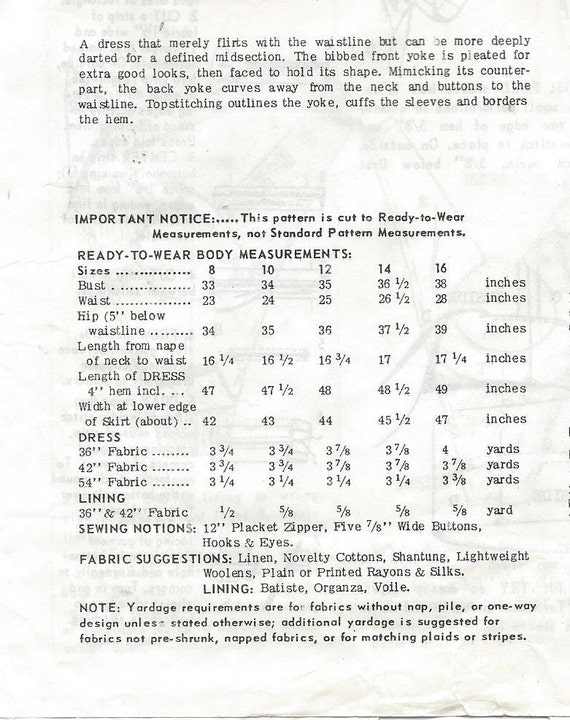 A dress that merely flirts with the waistline but can be more deeply
darted for a defined midsection. The bibbed front yoke is pleated for
extra good looks, then faced to hold its shape. Mimicking its counter-
part, the back yoke curves away from the neck and buttons to the
waistline. Topstitching outlines the yoke, cuffs the sleeves and borders
the hem.
IMPORTANT NOTICE:.....This pattern is cut to Ready-to-Wear
Measurements, not Standard Pattern Measurements.
READY-TO-WEAR BODY MEASUREMENTS:
Sizes ............... 8 10 12 14 16
Bust . ............. 33 34 35 36 1/2 38 inches
Waist .............. 23 24 25 26 1/2 28 inches
Hip (5'' below
waistline ......... 34 35 36 37 1/2 39 inches
Length from nape
of neck to waist 16 1/4 16 1/2 16 3/4 17 17 1/4 inches
Length of DRESS
4'' hem incl. ... 47 47 1/2 48 48 1/2 49 inches
Width at lower edge
of Skirt (about) .. 42 43 44 45 1/2 47 inches
DRESS
36'' Fabric ........ 3 3/4 3 3/4 3 7/8 3 7/8 4 yards
42'' Fabric ........ 3 3/4 3 3/4 3 7/8 3 7/8 3 7/8 yards
54'' Fabric ........ 3 1/4 3 1/4 3 1/4 3 1/4 3 3/8 yards
LINING
36'' & 42'' Fabric 1/2 5/8 5/8 5/8 5/8 yard
SEWING NOTIONS: 12'' Placket Zipper, Five 7/8'' Wide Buttons,
Hooks & Eyes.
FABRIC SUGGESTIONS: Linen, Novelty Cottons, Shantung, Lightweight
Woolens, Plain or Printed Rayons & Silks.
LINING: Batiste, Organza, Voile.
NOTE: Yardage requirements are for fabrics without nap, pile, or one-way
design unless stated otherwise; additional yardage is suggested for
fabrics not pre-shrunk, napped fabrics, or for matching plaids or stripes.